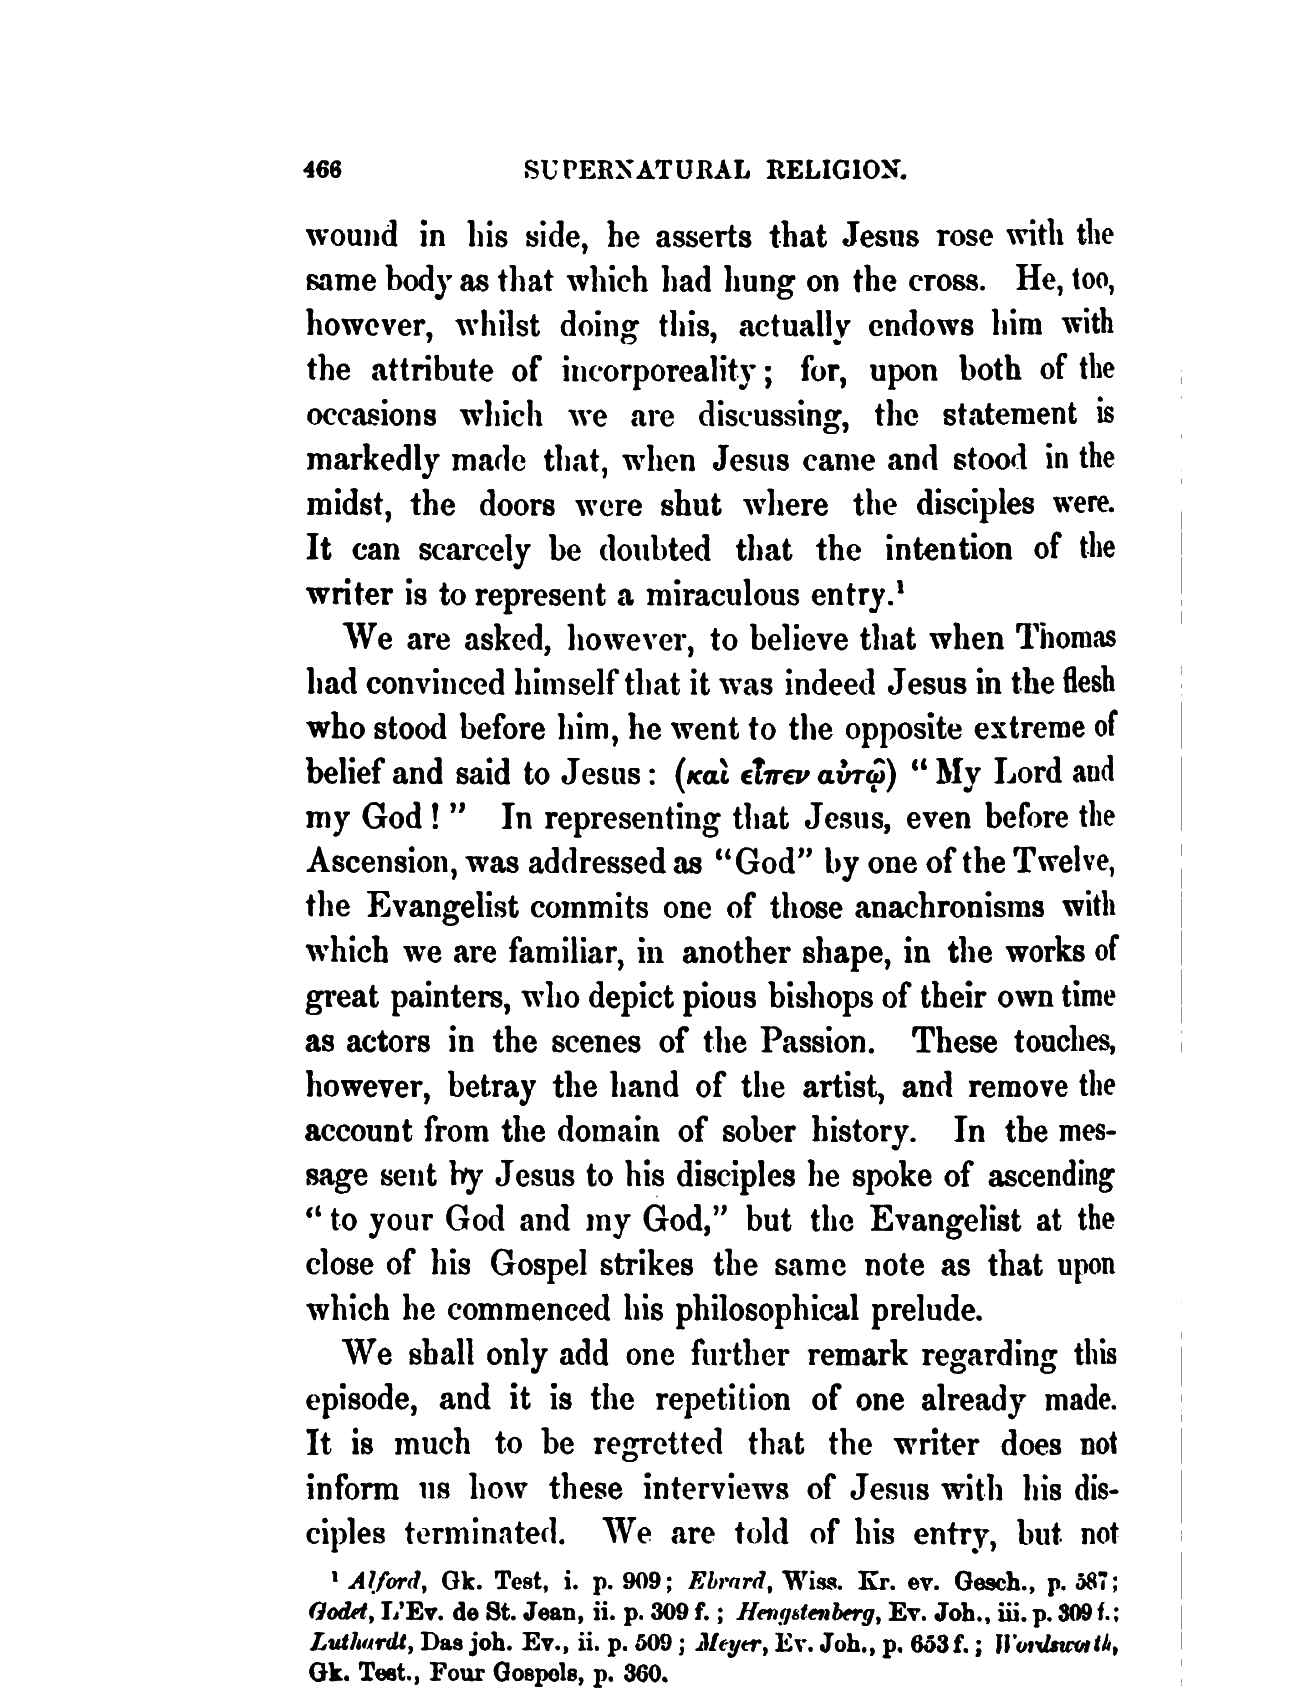 466 SUPERNATURAL RELIGION.
wound in his side, he asserts that Jesus rose with the
same body as that which had hung on the cross. He, too,
however, whilst doing this, actually endows him with
the attribute of incorporeality; for, upon both of the
occasions which we are discussing, the statement is
markedly made that, when Jesus came and stood in the
midst, the doors were shut where the disciples were.
It can scarcely be doubted that the intention of the
writer is to represent a miraculous entry.¹
We are asked, however, to believe that when Thomas
had convinced himself that it was indeed Jesus in the flesh
who stood before him, he went to the opposite extreme of
belief and said to Jesus: (καὶ εἶπεν αὐτῷ) “My Lord and
my God!” In representing that Jesus, even before the
Ascension, was addressed as “God” by one of the Twelve,
the Evangelist commits one of those anachronisms with
which we are familiar, in another shape, in the works of
great painters, who depict pious bishops of their own time
as actors in the scenes of the Passion. These touches,
however, betray the hand of the artist, and remove the
account from the domain of sober history. In the mes-
sage sent by Jesus to his disciples he spoke of ascending
“to your God and my God,” but the Evangelist at the
close of his Gospel strikes the same note as that upon
which he commenced his philosophical prelude.
We shall only add one further remark regarding this
episode, and it is the repetition of one already made.
It is much to be regretted that the writer does not
inform us how these interviews of Jesus with his dis-
ciples terminated. We are told of his entry, but not
¹ Alford, Gk. Test, i. p. 909; Ebrard, Wiss. Kr. ev. Gesch., p. 587;
Godet, L'Ev. de St. Jean, ii. p. 309 f.; Hengstenberg, Ev. Joh., iii. p. 309 f.;
Luthardt, Das joh. Ev., ii. p. 509; Meyer, Ev. Joh., p. 653 f.; Wordsworth,
Gk. Test., Four Gospels, p. 360.